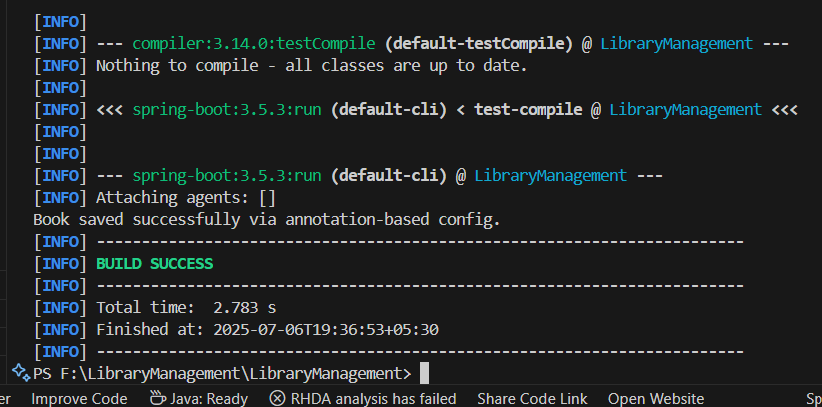 [INFO]
[INFO] --- compiler:3.14.0:testCompile (default-testCompile) @ LibraryManagement ---
[INFO] Nothing to compile - all classes are up to date.
[INFO]
[INFO] <<< spring-boot:3.5.3:run (default-cli) < test-compile @ LibraryManagement <<<
[INFO]
[INFO]
[INFO] --- spring-boot:3.5.3:run (default-cli) @ LibraryManagement ---
[INFO] Attaching agents: []
Book saved successfully via annotation-based config.
[INFO] ------------------------------------------------------------------------
[INFO] BUILD SUCCESS
[INFO] ------------------------------------------------------------------------
[INFO] Total time:  2.783 s
[INFO] Finished at: 2025-07-06T19:36:53+05:30
[INFO] ------------------------------------------------------------------------
PS F:\LibraryManagement\LibraryManagement>
er Improve Code Java: Ready RHDA analysis has failed Share Code Link Open Website Sp